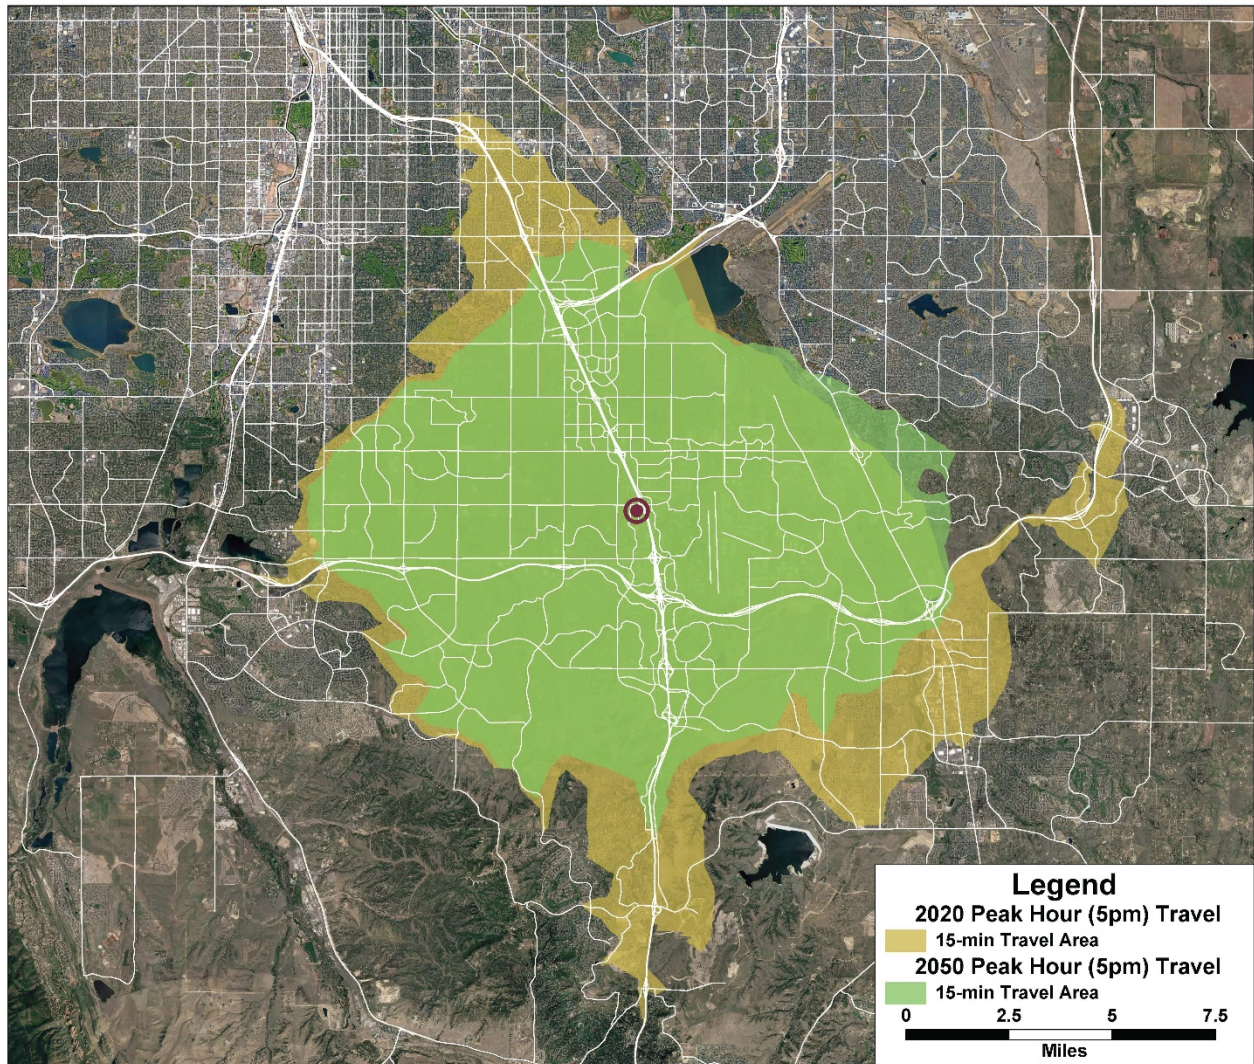 Legend
2020 Peak Hour (5pm) Travel
15-min Travel Area
2050 Peak Hour (5pm) Travel
15-min Travel Area
0 2.5 5 7.5
Miles